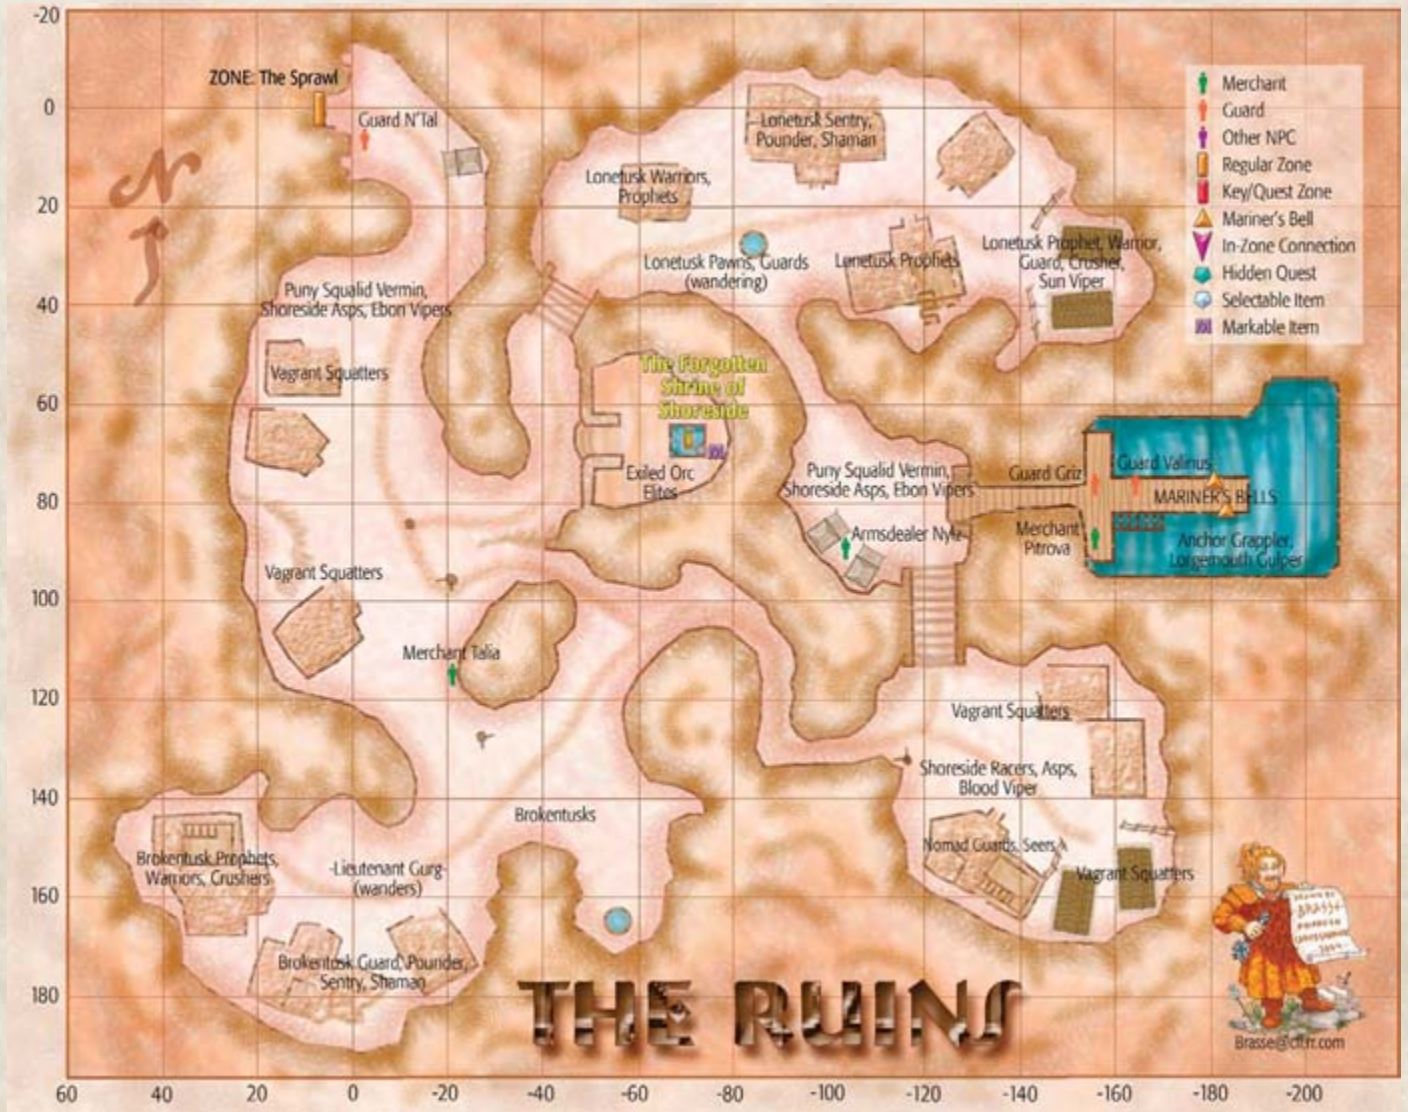 -20
0
20
40
60
80
100
120
140
160
180
60
40
20
0
-20
-40
-60
-80
-100
-120
-140
-160
-180
-200
ZONE: The Sprawl
Guard N'Tal
Lonetusk Sentry,
Pounder, Shaman
Lonetusk Warriors,
Prophets
Lonetusk Pawns, Guards
(wandering)
Lonetusk Prophets
Lonetusk Prophet, Warrior,
Guard, Crusher,
Sun Viper
Merchant
Guard
Other NPC
Regular Zone
Key/Quest Zone
Mariner's Bell
In-Zone Connection
Hidden Quest
Selectable Item
M
Markable Item
Puny Squalid Vermin,
Shoreside Asps, Ebon Vipers
Vagrant Squatters
The Forgotten
Shrine of
Shoreside
M
Exiled Orc
Elites
Puny Squalid Vermin,
Shoreside Asps, Ebon Vipers
Armsdealer Nylz
Guard Griz
Guard Valinus
MARINER'S BELLS
Merchant
Pitrova
Anchor Grappler,
Lorgemouth Gulper
Vagrant Squatters
Merchant Talia
Vagrant Squatters
Shoreside Racers, Asps,
Blood Viper
Nomad Guards, Seers
Vagrant Squatters
Brokentusks
Brokentusk Prophets,
Warriors, Crushers
-Lieutenant Gurg-
(wanders)
Brokentusk Guard, Pounder,
Sentry, Shaman
THE RUINS
BRASSE
Brasse@cfl.rr.com